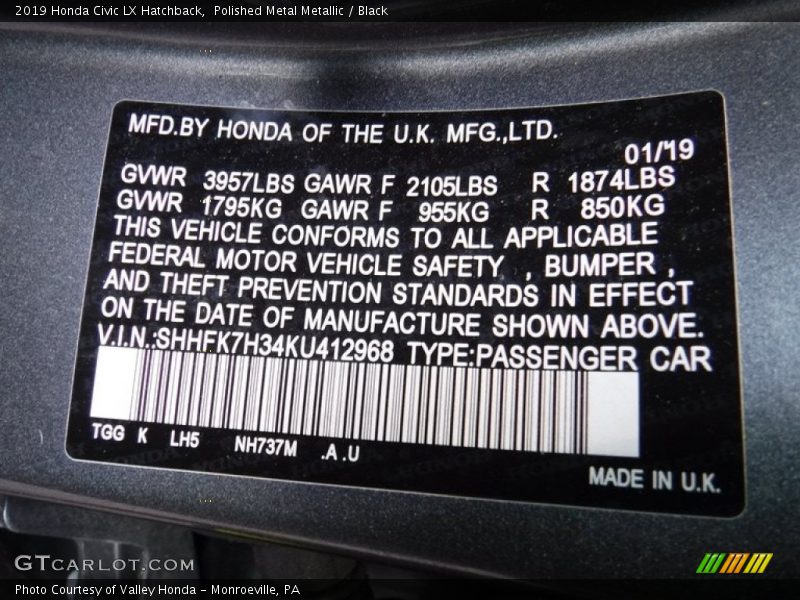 2019 Honda Civic LX Hatchback,  Polished Metal Metallic / Black
MFD.BY HONDA OF THE U.K. MFG.,LTD.
01/'19
GVWR 3957LBS GAWR F 2105LBS R 1874LBS
GVWR 1795KG GAWR F 955KG R 850KG
THIS VEHICLE CONFORMS TO ALL APPLICABLE
FEDERAL MOTOR VEHICLE SAFETY , BUMPER ,
AND THEFT PREVENTION STANDARDS IN EFFECT
ON THE DATE OF MANUFACTURE SHOWN ABOVE.
V.I.N.:SHHFK7H34KU412968 TYPE:PASSENGER CAR
TGG K LH5 NH737M .A .U
MADE IN U.K.
GTCARLOT.COM
Photo Courtesy of Valley Honda - Monroeville, PA